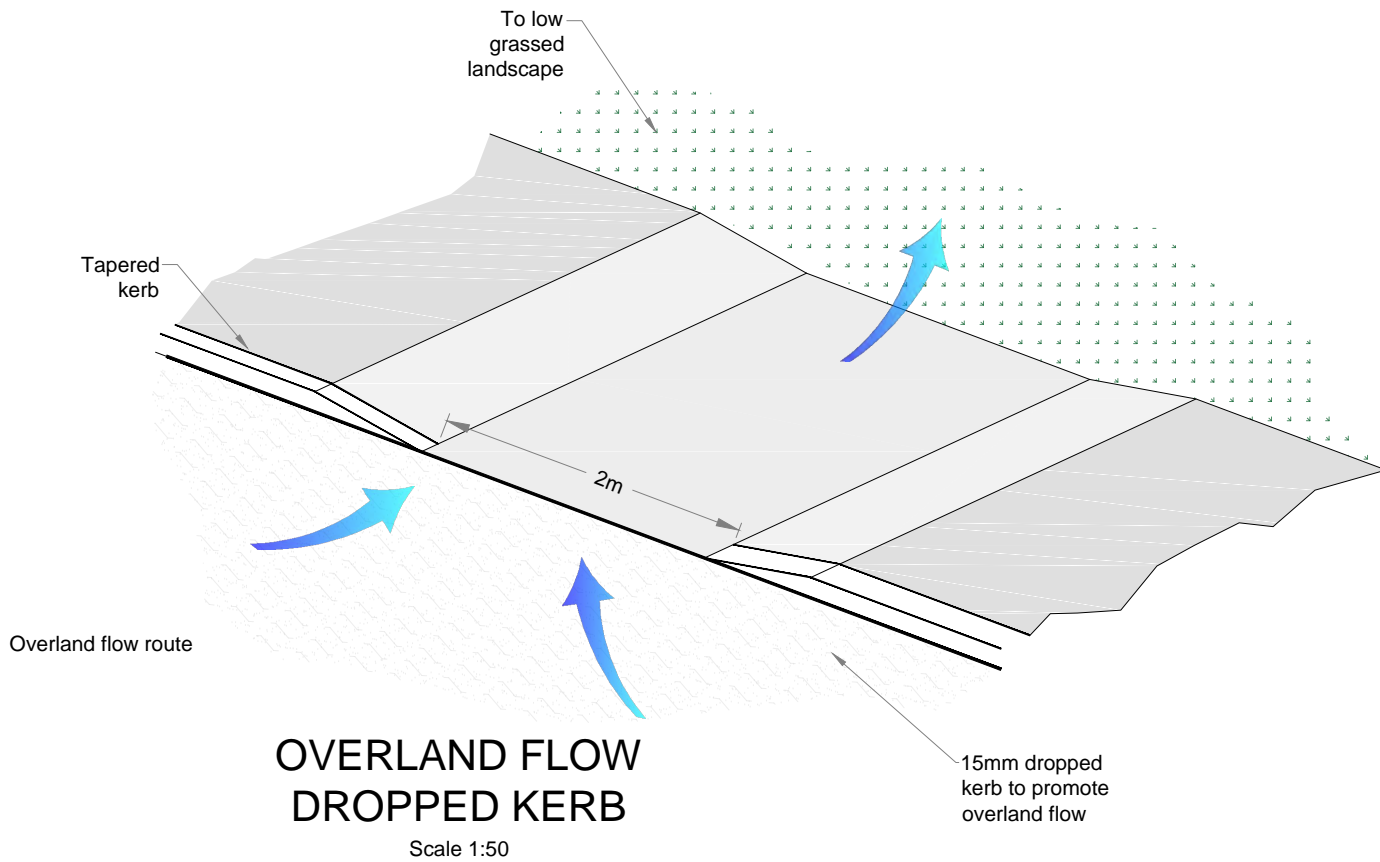 To low
grassed
landscape
Tapered
kerb
2m
Overland flow route
OVERLAND FLOW
DROPPED KERB
Scale 1:50
15mm dropped
kerb to promote
overland flow